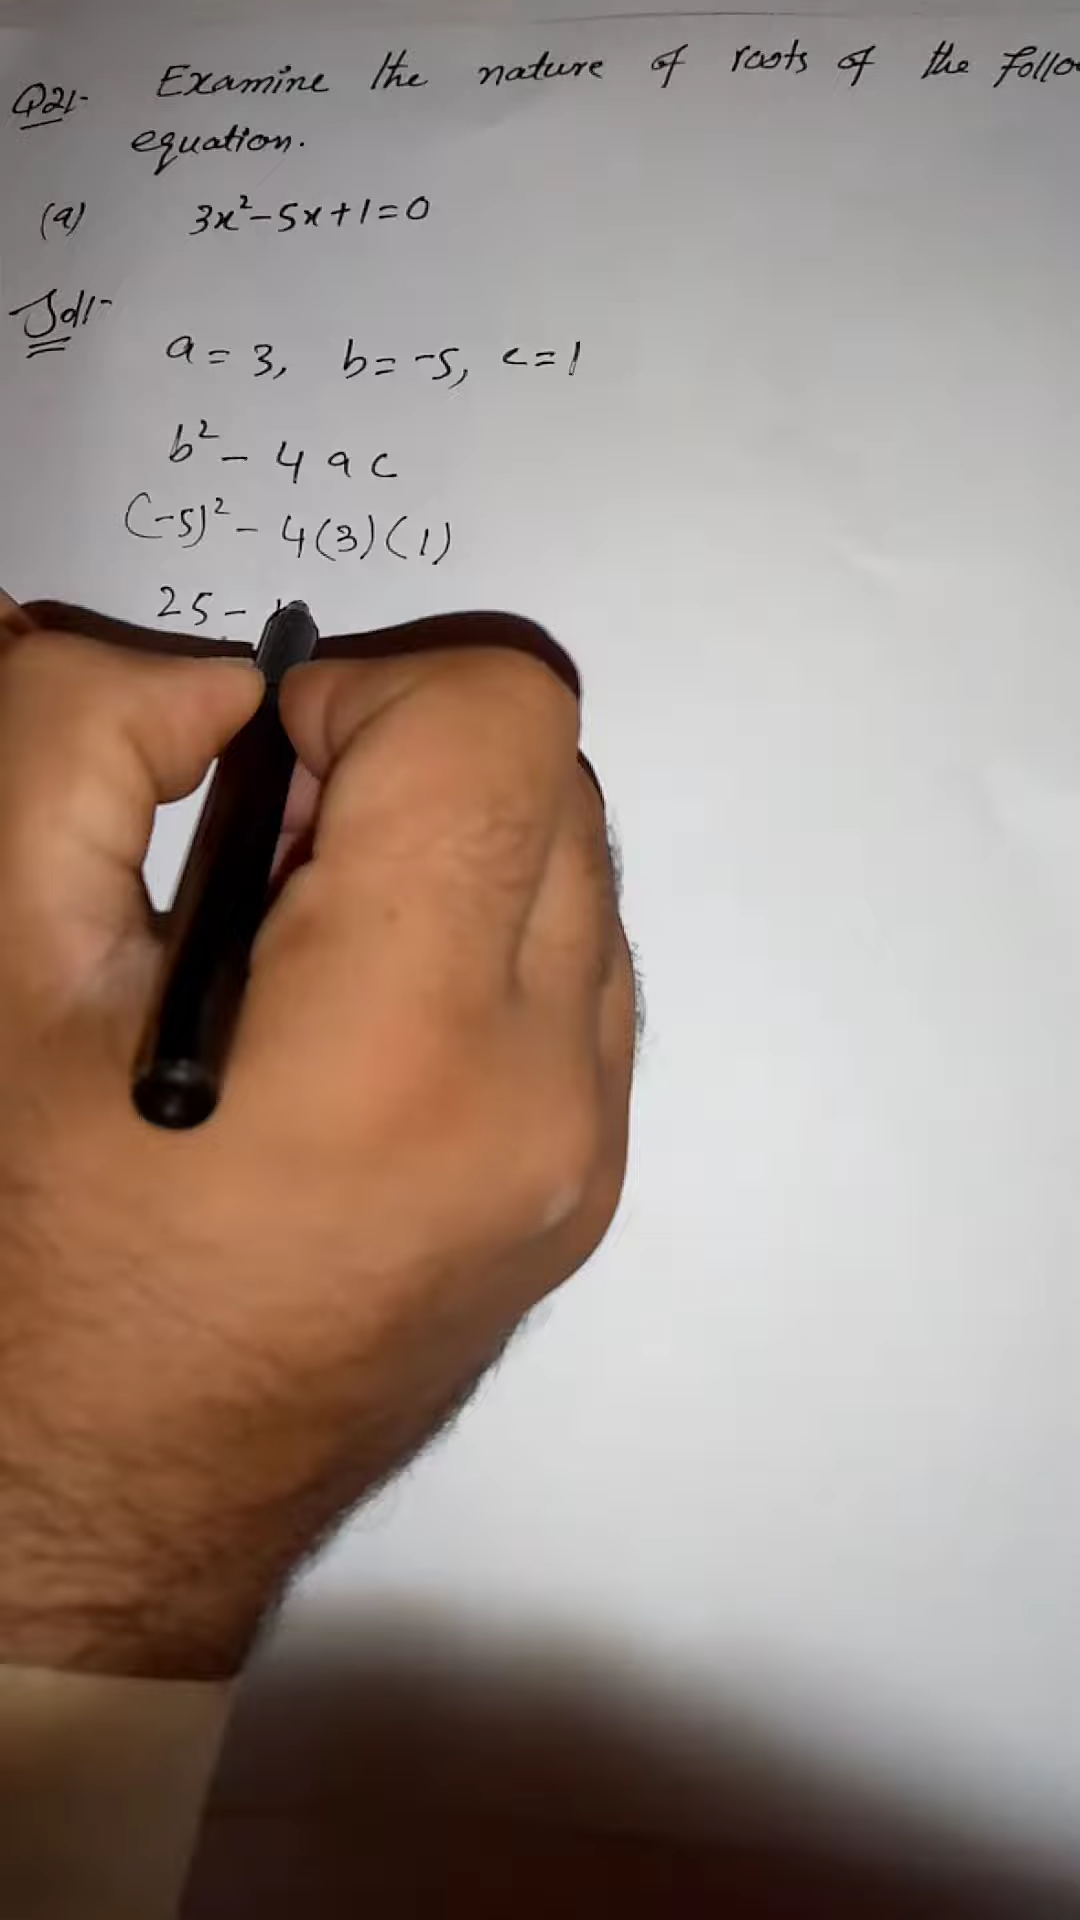 Q21- Examine the nature of roots of the follo
equation.
(a) 3x²-5x+1=0
Sol-
a=3, b=-5, c=1
b²-4ac
(-5)²-4(3)(1)
25-